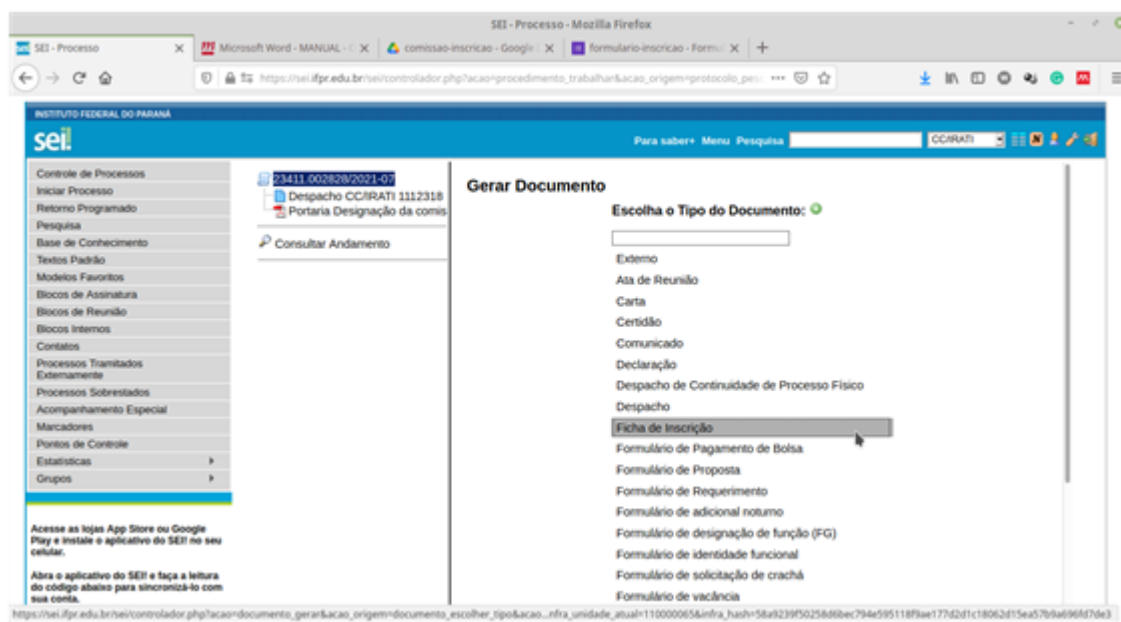 SEI - Processo - Mozilla Firefox
SEI - Processo
Microsoft Word - MANUAL - 
comissao-inscricao - Google
formulario-inscricao - Formu
https://sei.ifpr.edu.br/sei/controlador.php?acao=procedimento_trabalhar&acao_origem=protocolo_pes
INSTITUTO FEDERAL DO PARANÁ
sei!
Para saber+ Menu Pesquisa
CC/IRATI
Controle de Processos
Iniciar Processo
Retorno Programado
Pesquisa
Base de Conhecimento
Textos Padrão
Modelos Favoritos
Blocos de Assinatura
Blocos de Reunião
Blocos Internos
Contatos
Processos Tramitados
Externamente
Processos Sobrestados
Acompanhamento Especial
Marcadores
Pontos de Controle
Estatísticas
Grupos
Acesse as lojas App Store ou Google
Play e instale o aplicativo do SEI! no seu
celular.
Abra o aplicativo do SEI! e faça a leitura
do código abaixo para sincronizá-lo com
sua conta.
23411.002828/2021-07
Despacho CC/IRATI 1112318
Portaria Designação da comis
Consultar Andamento
Gerar Documento
Escolha o Tipo do Documento:
Externo
Ata de Reunião
Carta
Certidão
Comunicado
Declaração
Despacho de Continuidade de Processo Físico
Despacho
Ficha de Inscrição
Formulário de Pagamento de Bolsa
Formulário de Proposta
Formulário de Requerimento
Formulário de adicional noturno
Formulário de designação de função (FG)
Formulário de identidade funcional
Formulário de solicitação de crachá
Formulário de vacância